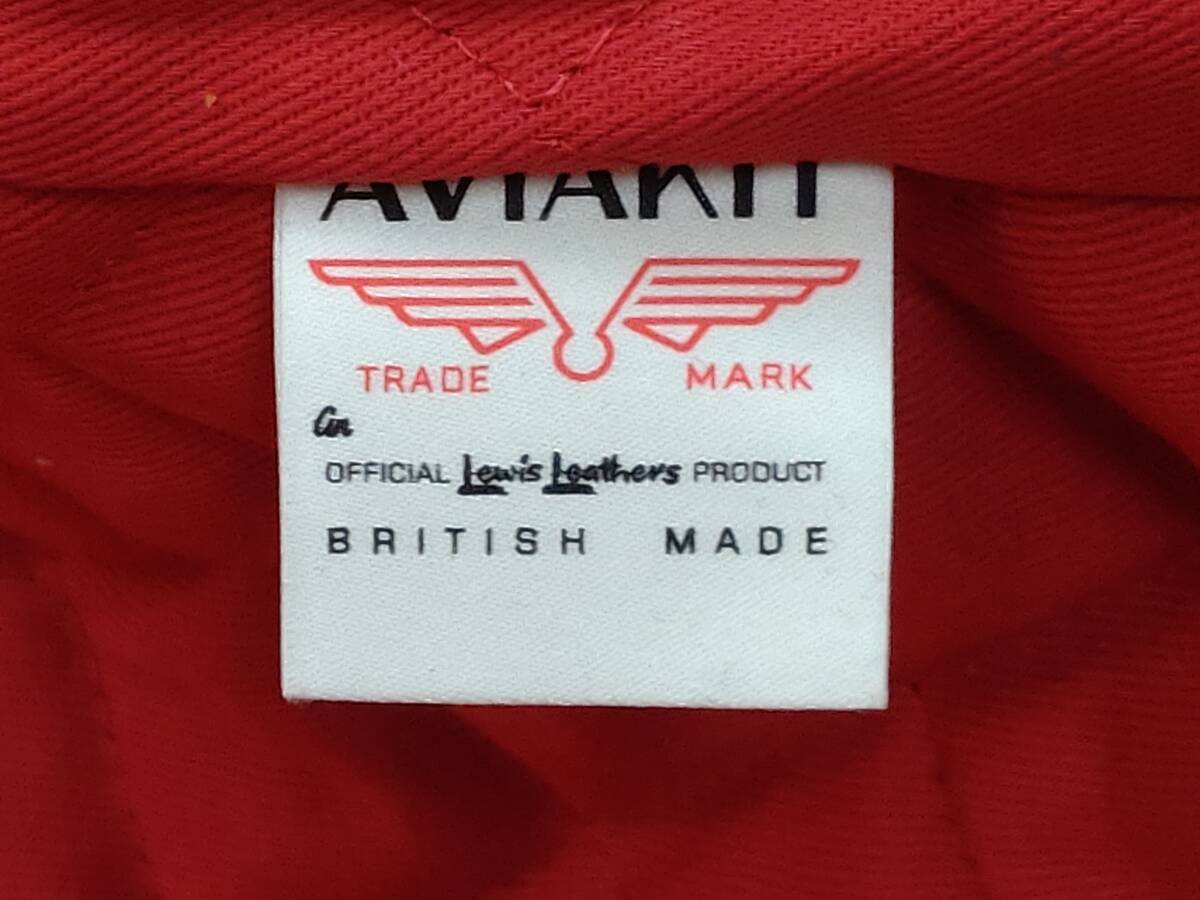 AVIAKIT
TRADE MARK
An
OFFICIAL Lewis Leathers PRODUCT
BRITISH MADE